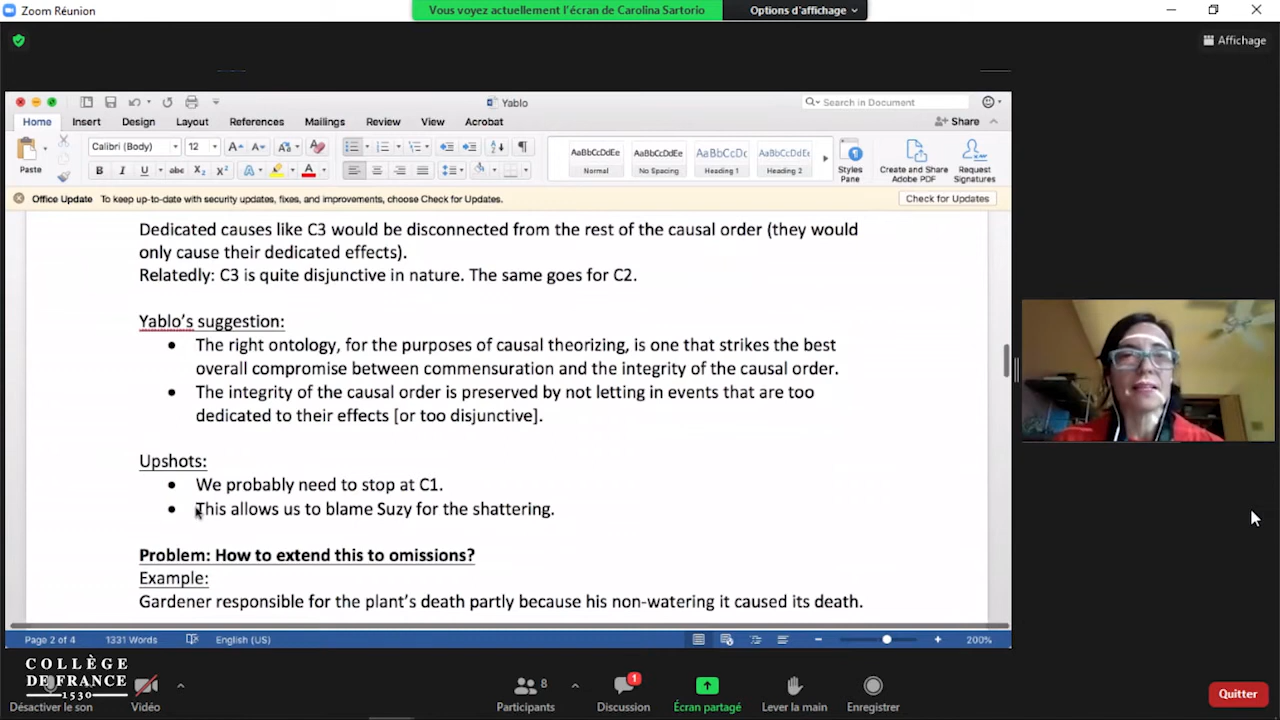 Zoom Réunion
Vous voyez actuellement l'écran de Carolina Sartorio
Options d'affichage
Affichage
Yablo
Search in Document
Home Insert Design Layout References Mailings Review View Acrobat
Share
Paste
Calibri (Body) 12
AaBbCcDdEe AaBbCcDdEe AaBbCcDc AaBbCcDdEe
Normal No Spacing Heading 1 Heading 2
Styles Pane
Create and Share Adobe PDF
Request Signatures
Office Update To keep up-to-date with security updates, fixes, and improvements, choose Check for Updates.
Check for Updates
Dedicated causes like C3 would be disconnected from the rest of the causal order (they would
only cause their dedicated effects).
Relatedly: C3 is quite disjunctive in nature. The same goes for C2.
Yablo's suggestion:
• The right ontology, for the purposes of causal theorizing, is one that strikes the best
overall compromise between commensuration and the integrity of the causal order.
• The integrity of the causal order is preserved by not letting in events that are too
dedicated to their effects [or too disjunctive].
Upshots:
• We probably need to stop at C1.
• This allows us to blame Suzy for the shattering.
Problem: How to extend this to omissions?
Example:
Gardener responsible for the plant's death partly because his non-watering it caused its death.
Page 2 of 4 1331 Words English (US) 200%
COLLÈGE
DE FRANCE
1530
Désactiver le son Vidéo Participants 8 Discussion 1 Écran partagé Lever la main Enregistrer Quitter